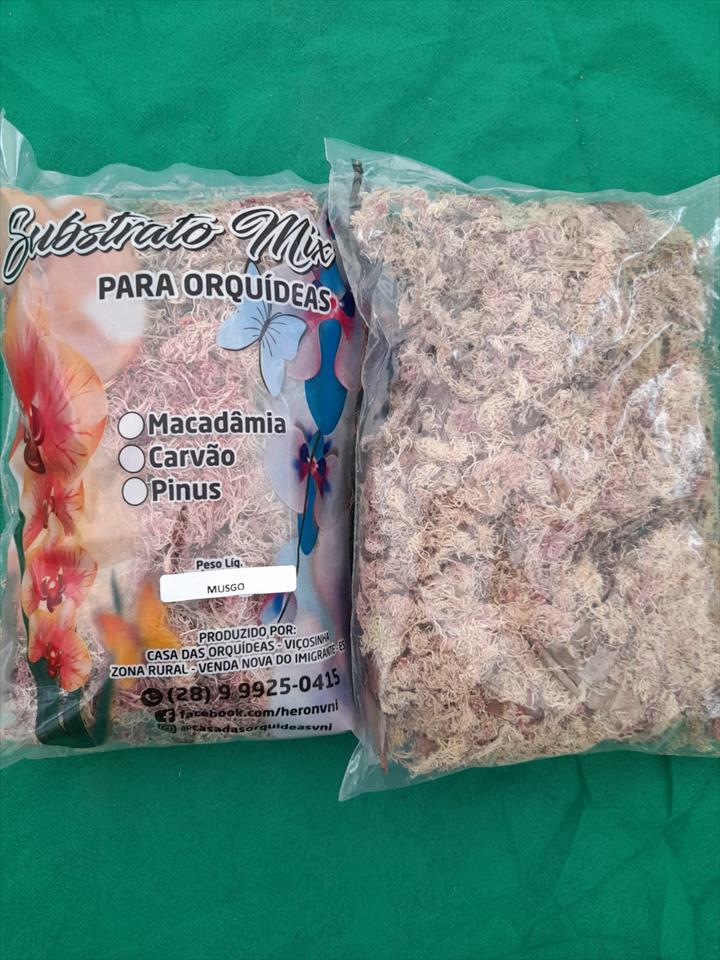 Substrato Mix
PARA ORQUÍDEAS
Macadâmia
Carvão
Pinus
Peso Líq.
MUSGO
PRODUZIDO POR:
CASA DAS ORQUÍDEAS - VIÇOSINHA
ZONA RURAL - VENDA NOVA DO IMIGRANTE - ES
(28) 9 9925-0415
facebook.com/heronvni
@casadasorquideasvni